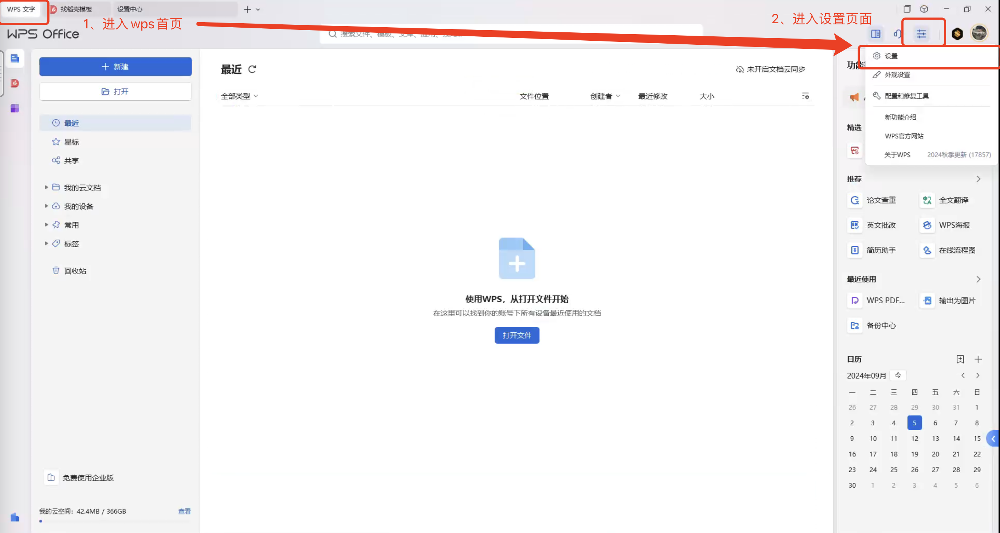 WPS 文字
找稻壳模板
设置中心
1、进入 wps首页
2、进入设置页面
WPS Office
搜索文件、模板、文库、应用、技巧...
新建
打开
最近
星标
共享
我的云文档
我的设备
常用
标签
回收站
免费使用企业版
我的云空间: 42.4MB / 366GB 查看
最近
未开启文档云同步
全部类型 文件位置 创建者 最近修改 大小
使用WPS，从打开文件开始
在这里可以找到你的账号下所有设备最近使用的文档
打开文件
设置
外观设置
配置和修复工具
新功能介绍
WPS官方网站
关于WPS 2024秋季更新 (17857)
精选
推荐
论文查重 全文翻译
英文批改 WPS海报
简历助手 在线流程图
最近使用
WPS PDF... 输出为图片
备份中心
日历
2024年09月 今
一 二 三 四 五 六 日
26 27 28 29 30 31 1
2 3 4 5 6 7 8
9 10 11 12 13 14 15
16 17 18 19 20 21 22
23 24 25 26 27 28 29
30 1 2 3 4 5 6